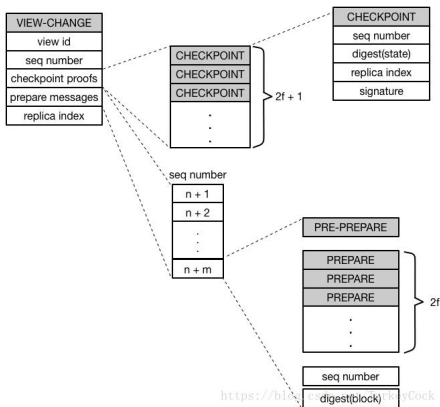 VIEW-CHANGE
view id
seq number
checkpoint proofs
prepare messages
replica index
CHECKPOINT
CHECKPOINT
CHECKPOINT
.
.
.
2f + 1
CHECKPOINT
seq number
digest(state)
replica index
signature
seq number
n + 1
n + 2
.
.
.
n + m
PRE-PREPARE
PREPARE
PREPARE
PREPARE
.
.
.
2f
seq number
digest(block)